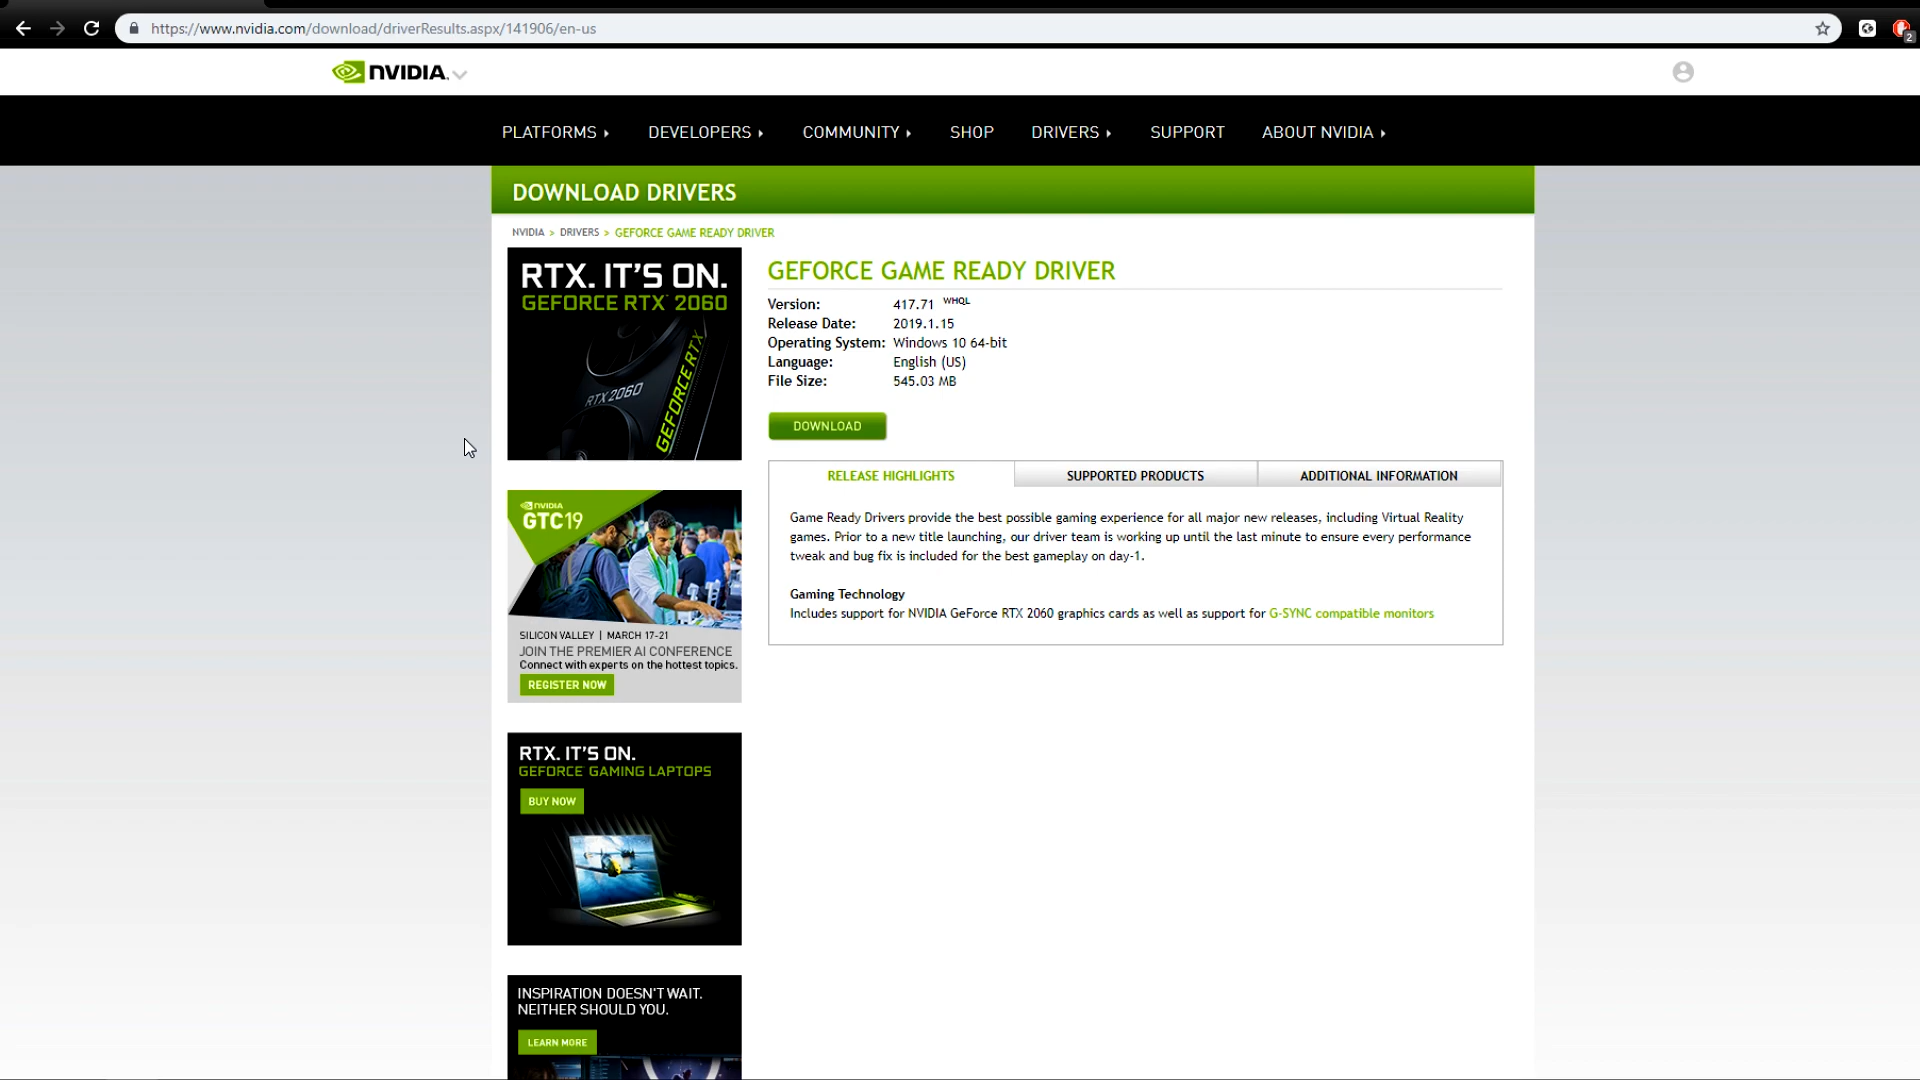 https://www.nvidia.com/download/driverResults.aspx/141906/en-us
2
NVIDIA.
PLATFORMS
DEVELOPERS
COMMUNITY
SHOP
DRIVERS
SUPPORT
ABOUT NVIDIA
DOWNLOAD DRIVERS
NVIDIA > DRIVERS > GEFORCE GAME READY DRIVER
RTX. IT'S ON.
GEFORCE RTX 2060
RTX 2060
GEFORCE RTX
GEFORCE GAME READY DRIVER
Version: 417.71 WHQL
Release Date: 2019.1.15
Operating System: Windows 10 64-bit
Language: English (US)
File Size: 545.03 MB
DOWNLOAD
RELEASE HIGHLIGHTS
SUPPORTED PRODUCTS
ADDITIONAL INFORMATION
Game Ready Drivers provide the best possible gaming experience for all major new releases, including Virtual Reality
games. Prior to a new title launching, our driver team is working up until the last minute to ensure every performance
tweak and bug fix is included for the best gameplay on day-1.
Gaming Technology
Includes support for NVIDIA GeForce RTX 2060 graphics cards as well as support for G-SYNC compatible monitors
NVIDIA
GTC19
SILICON VALLEY | MARCH 17-21
JOIN THE PREMIER AI CONFERENCE
Connect with experts on the hottest topics.
REGISTER NOW
RTX. IT'S ON.
GEFORCE GAMING LAPTOPS
BUY NOW
INSPIRATION DOESN'T WAIT.
NEITHER SHOULD YOU.
LEARN MORE